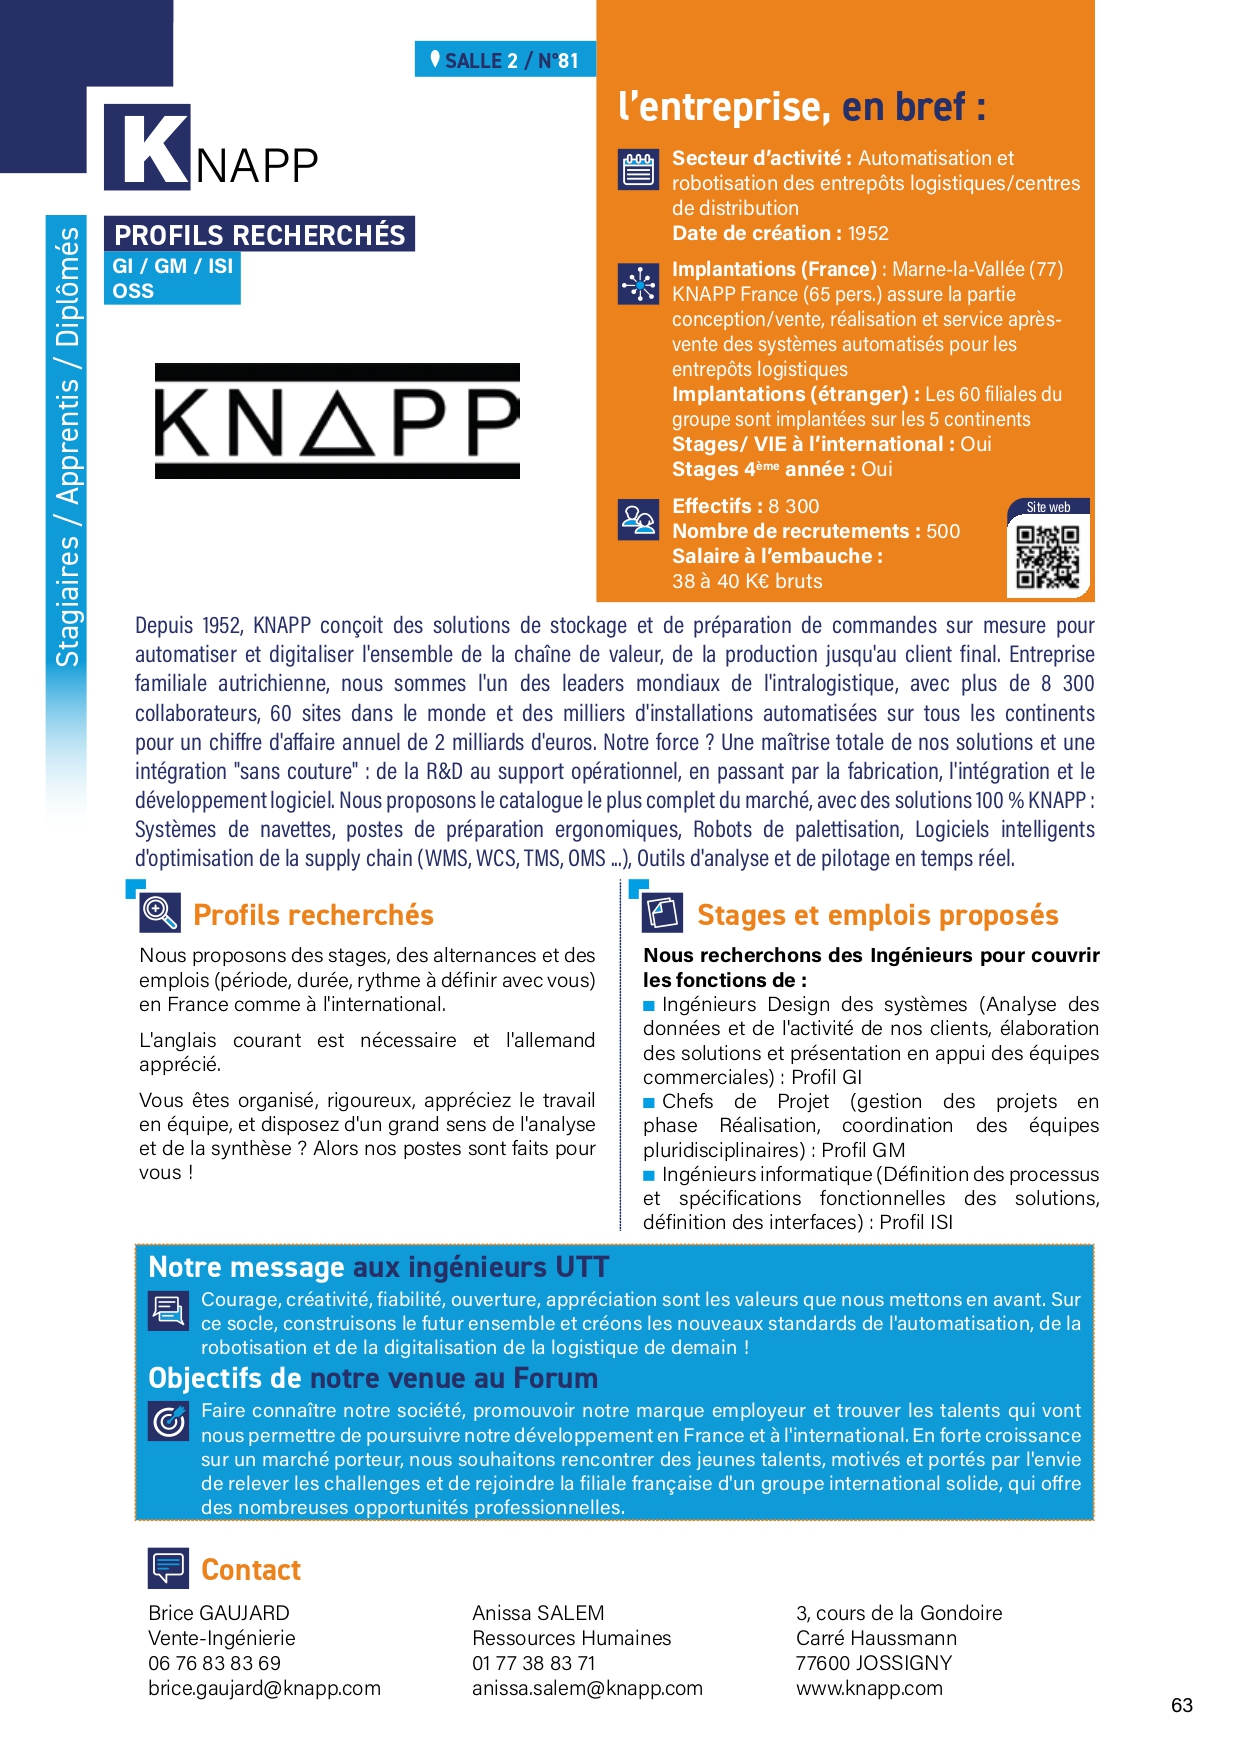 SALLE 2 / N°81
KNAPP
PROFILS RECHERCHÉS
GI / GM / ISI
OSS
Stagiaires / Apprentis / Diplômés
KNAPP
l'entreprise, en bref :
Secteur d'activité : Automatisation et
robotisation des entrepôts logistiques/centres
de distribution
Date de création : 1952
Implantations (France) : Marne-la-Vallée (77)
KNAPP France (65 pers.) assure la partie
conception/vente, réalisation et service après-
vente des systèmes automatisés pour les
entrepôts logistiques
Implantations (étranger) : Les 60 filiales du
groupe sont implantées sur les 5 continents
Stages/ VIE à l'international : Oui
Stages 4ème année : Oui
Effectifs : 8 300
Nombre de recrutements : 500
Salaire à l'embauche :
38 à 40 K€ bruts
Site web
Depuis 1952, KNAPP conçoit des solutions de stockage et de préparation de commandes sur mesure pour
automatiser et digitaliser l'ensemble de la chaîne de valeur, de la production jusqu'au client final. Entreprise
familiale autrichienne, nous sommes l'un des leaders mondiaux de l'intralogistique, avec plus de 8 300
collaborateurs, 60 sites dans le monde et des milliers d'installations automatisées sur tous les continents
pour un chiffre d'affaire annuel de 2 milliards d'euros. Notre force ? Une maîtrise totale de nos solutions et une
intégration "sans couture" : de la R&D au support opérationnel, en passant par la fabrication, l'intégration et le
développement logiciel. Nous proposons le catalogue le plus complet du marché, avec des solutions 100 % KNAPP :
Systèmes de navettes, postes de préparation ergonomiques, Robots de palettisation, Logiciels intelligents
d'optimisation de la supply chain (WMS, WCS, TMS, OMS ...), Outils d'analyse et de pilotage en temps réel.
Profils recherchés
Nous proposons des stages, des alternances et des
emplois (période, durée, rythme à définir avec vous)
en France comme à l'international.
L'anglais courant est nécessaire et l'allemand
apprécié.
Vous êtes organisé, rigoureux, appréciez le travail
en équipe, et disposez d'un grand sens de l'analyse
et de la synthèse ? Alors nos postes sont faits pour
vous !
Stages et emplois proposés
Nous recherchons des Ingénieurs pour couvrir
les fonctions de :
■ Ingénieurs Design des systèmes (Analyse des
données et de l'activité de nos clients, élaboration
des solutions et présentation en appui des équipes
commerciales) : Profil GI
■ Chefs de Projet (gestion des projets en
phase Réalisation, coordination des équipes
pluridisciplinaires) : Profil GM
■ Ingénieurs informatique (Définition des processus
et spécifications fonctionnelles des solutions,
définition des interfaces) : Profil ISI
Notre message aux ingénieurs UTT
Courage, créativité, fiabilité, ouverture, appréciation sont les valeurs que nous mettons en avant. Sur
ce socle, construisons le futur ensemble et créons les nouveaux standards de l'automatisation, de la
robotisation et de la digitalisation de la logistique de demain !
Objectifs de notre venue au Forum
Faire connaître notre société, promouvoir notre marque employeur et trouver les talents qui vont
nous permettre de poursuivre notre développement en France et à l'international. En forte croissance
sur un marché porteur, nous souhaitons rencontrer des jeunes talents, motivés et portés par l'envie
de relever les challenges et de rejoindre la filiale française d'un groupe international solide, qui offre
des nombreuses opportunités professionnelles.
Contact
Brice GAUJARD
Vente-Ingénierie
06 76 83 83 69
brice.gaujard@knapp.com
Anissa SALEM
Ressources Humaines
01 77 38 83 71
anissa.salem@knapp.com
3, cours de la Gondoire
Carré Haussmann
77600 JOSSIGNY
www.knapp.com
63